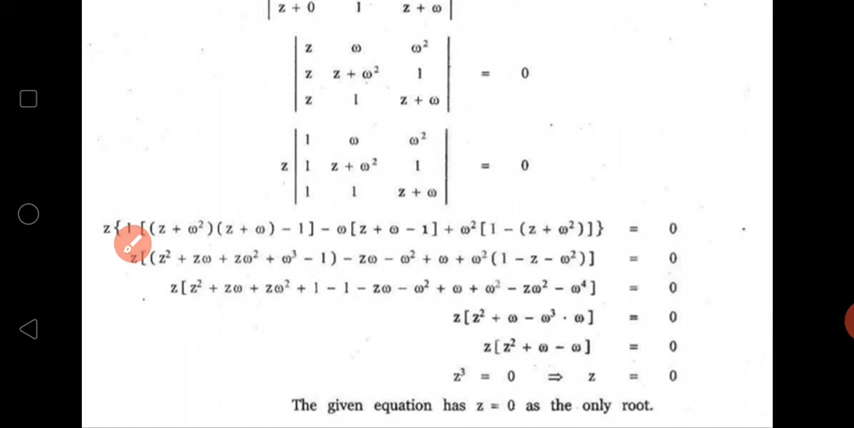 z + 0 1 z + ω
z ω ω²
z z + ω² 1 = 0
z 1 z + ω
1 ω ω²
z 1 z + ω² 1 = 0
1 1 z + ω
z{1[(z + ω²)(z + ω) − 1] − ω[z + ω − 1] + ω²[1 − (z + ω²)]} = 0
z[(z² + zω + zω² + ω³ − 1) − zω − ω² + ω + ω²(1 − z − ω²)] = 0
z[z² + zω + zω² + 1 − 1 − zω − ω² + ω + ω² − zω² − ω⁴] = 0
z[z² + ω − ω³ · ω] = 0
z[z² + ω − ω] = 0
z³ = 0 ⇒ z = 0
The given equation has z = 0 as the only root.